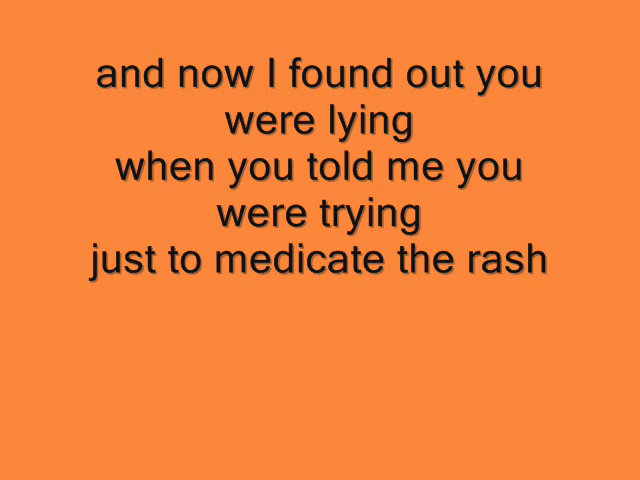 and now I found out you
were lying
when you told me you
were trying
just to medicate the rash